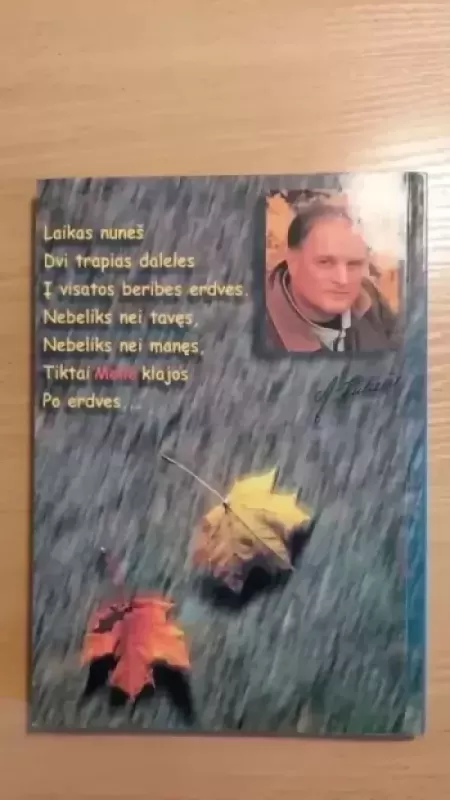 Laikas nuneš
Dvi trapias daleles
Į visatos beribes erdves.
Nebeliks nei tavęs,
Nebeliks nei manęs,
Tiktai Meilė klajos
Po erdves...